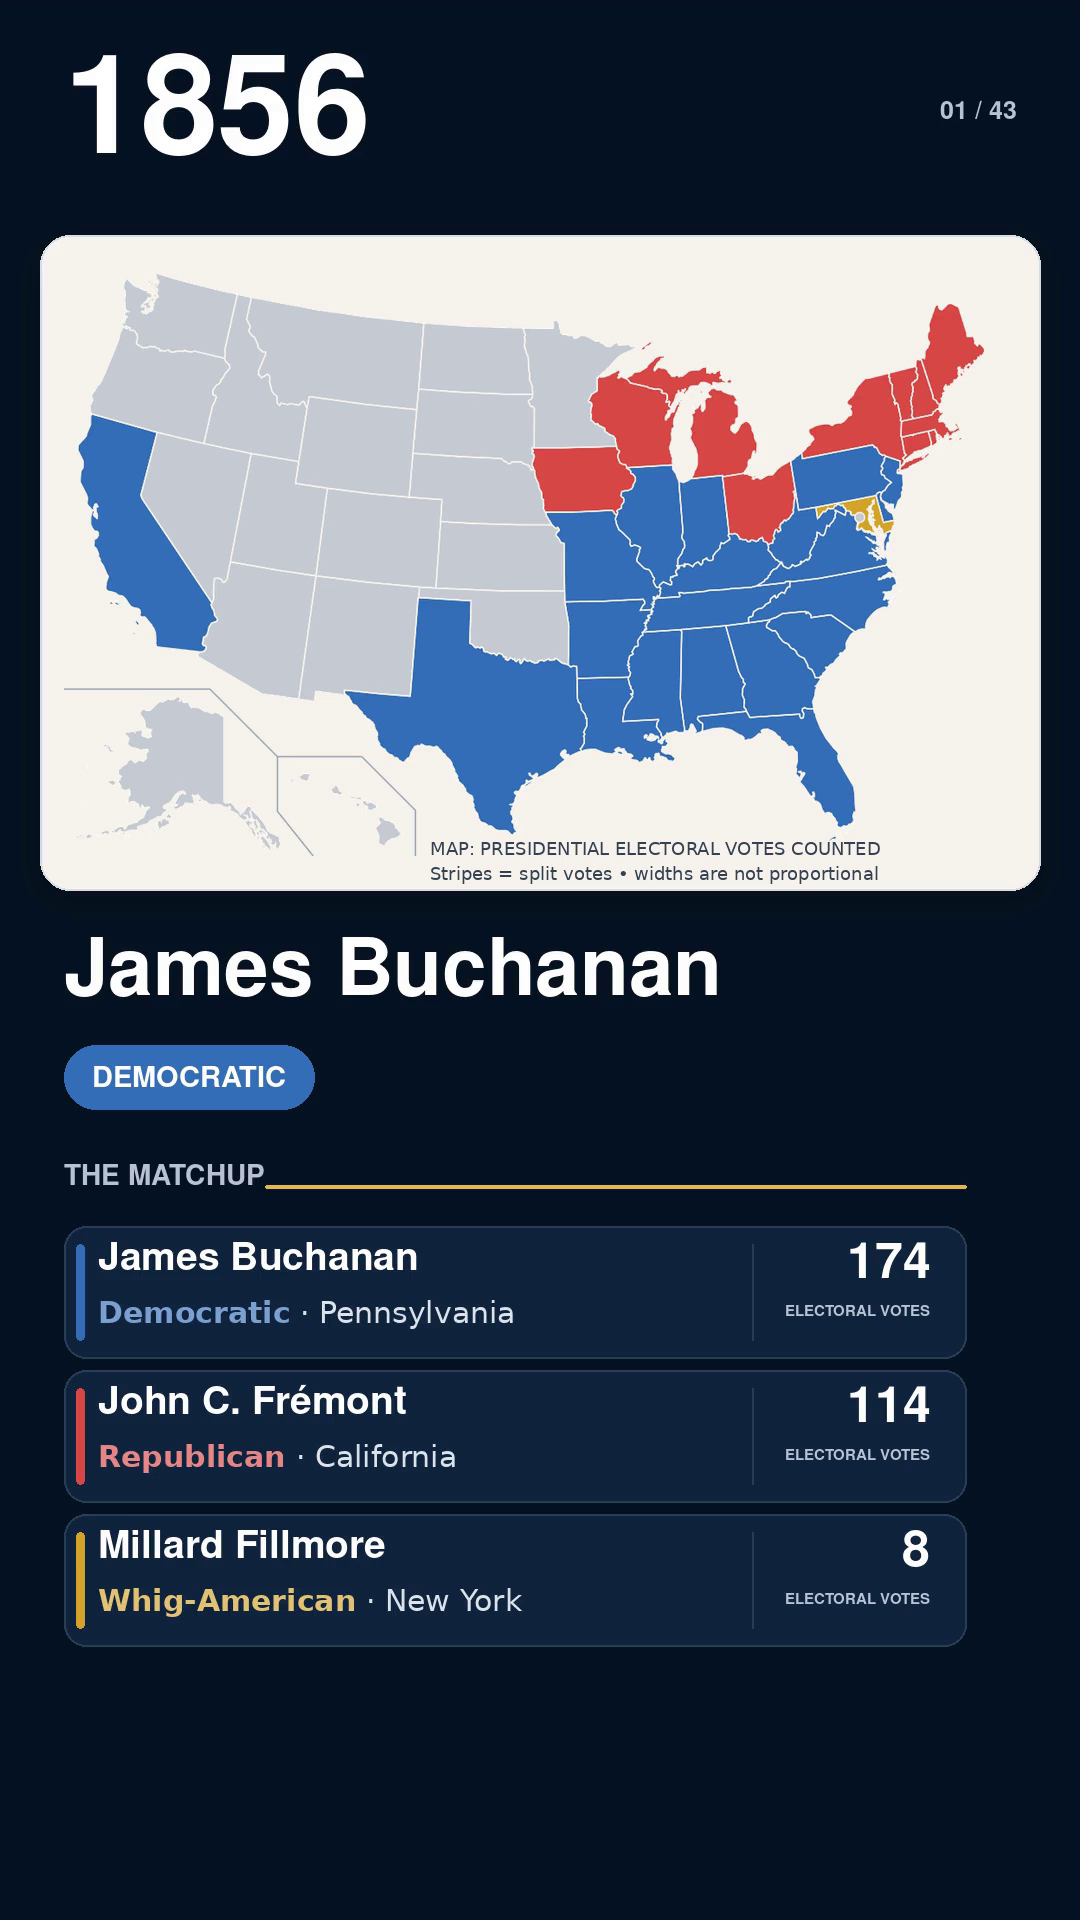 1856
01 / 43
MAP: PRESIDENTIAL ELECTORAL VOTES COUNTED
Stripes = split votes • widths are not proportional
James Buchanan
DEMOCRATIC
THE MATCHUP
James Buchanan
174
Democratic · Pennsylvania
ELECTORAL VOTES
John C. Frémont
114
Republican · California
ELECTORAL VOTES
Millard Fillmore
8
Whig-American · New York
ELECTORAL VOTES